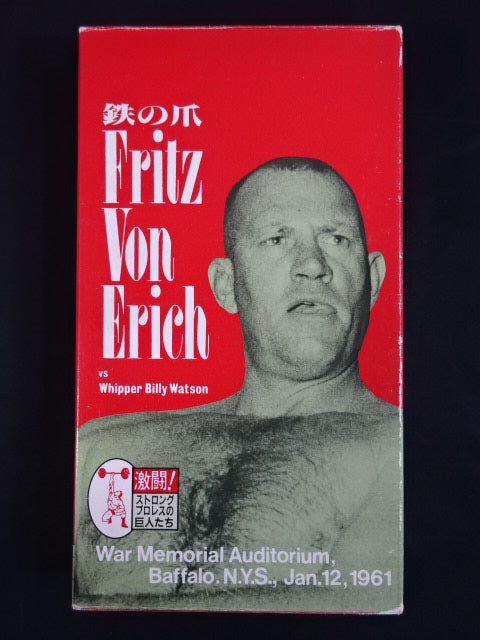 鉄の爪
Fritz
Von
Erich
vs
Whipper Billy Watson
激闘!
ストロング
プロレスの
巨人たち
War Memorial Auditorium,
Baffalo. N.Y.S., Jan.12,1961